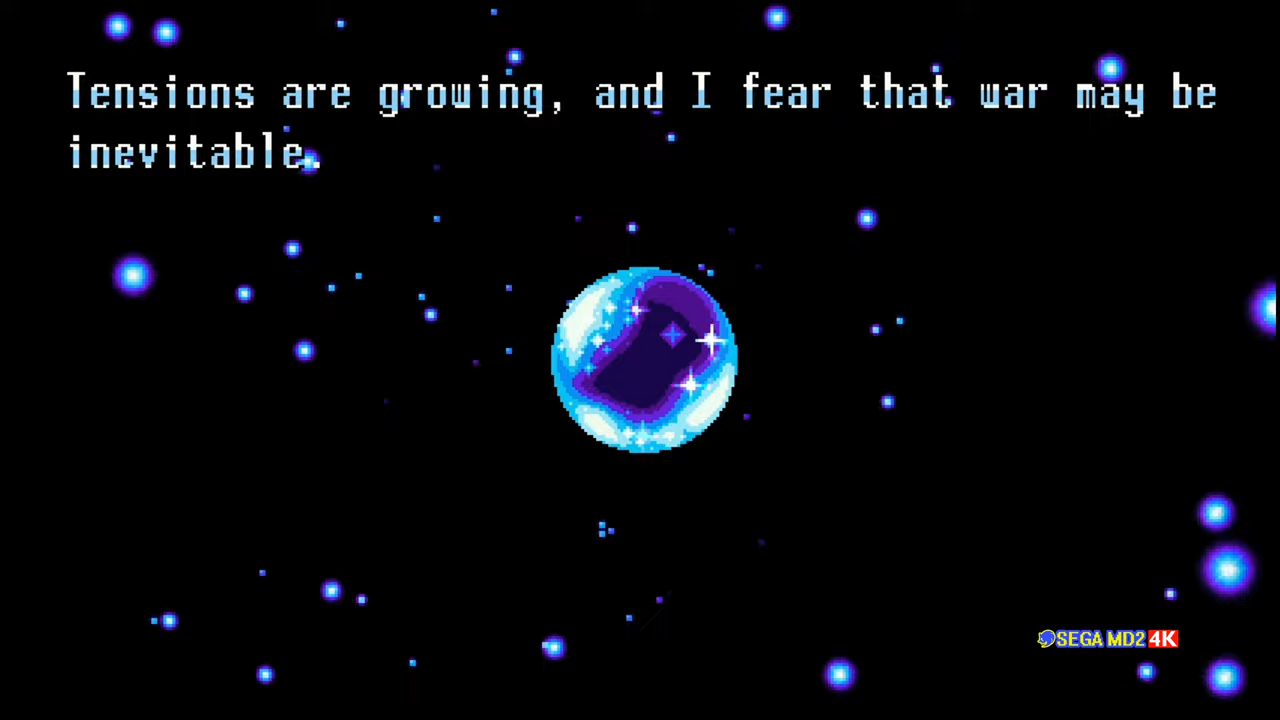 Tensions are growing, and I fear that war may be
inevitable.
SEGA MD2 4K